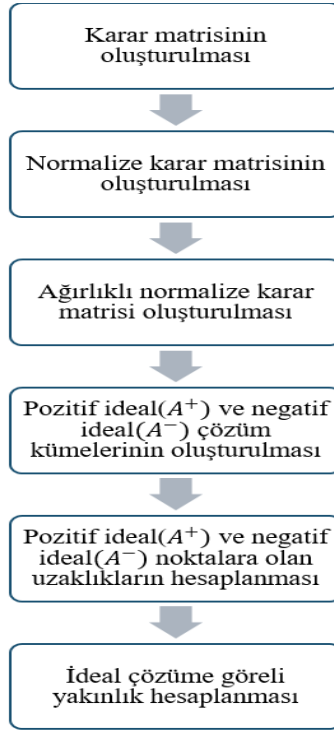 Karar matrisinin
oluşturulması
Normalize karar matrisinin
oluşturulması
Ağırlıklı normalize karar
matrisi oluşturulması
Pozitif ideal(𝐴⁺) ve negatif
ideal(𝐴⁻) çözüm
kümelerinin oluşturulması
Pozitif ideal(𝐴⁺) ve negatif
ideal(𝐴⁻) noktalara olan
uzaklıkların hesaplanması
İdeal çözüme göreli
yakınlık hesaplanması